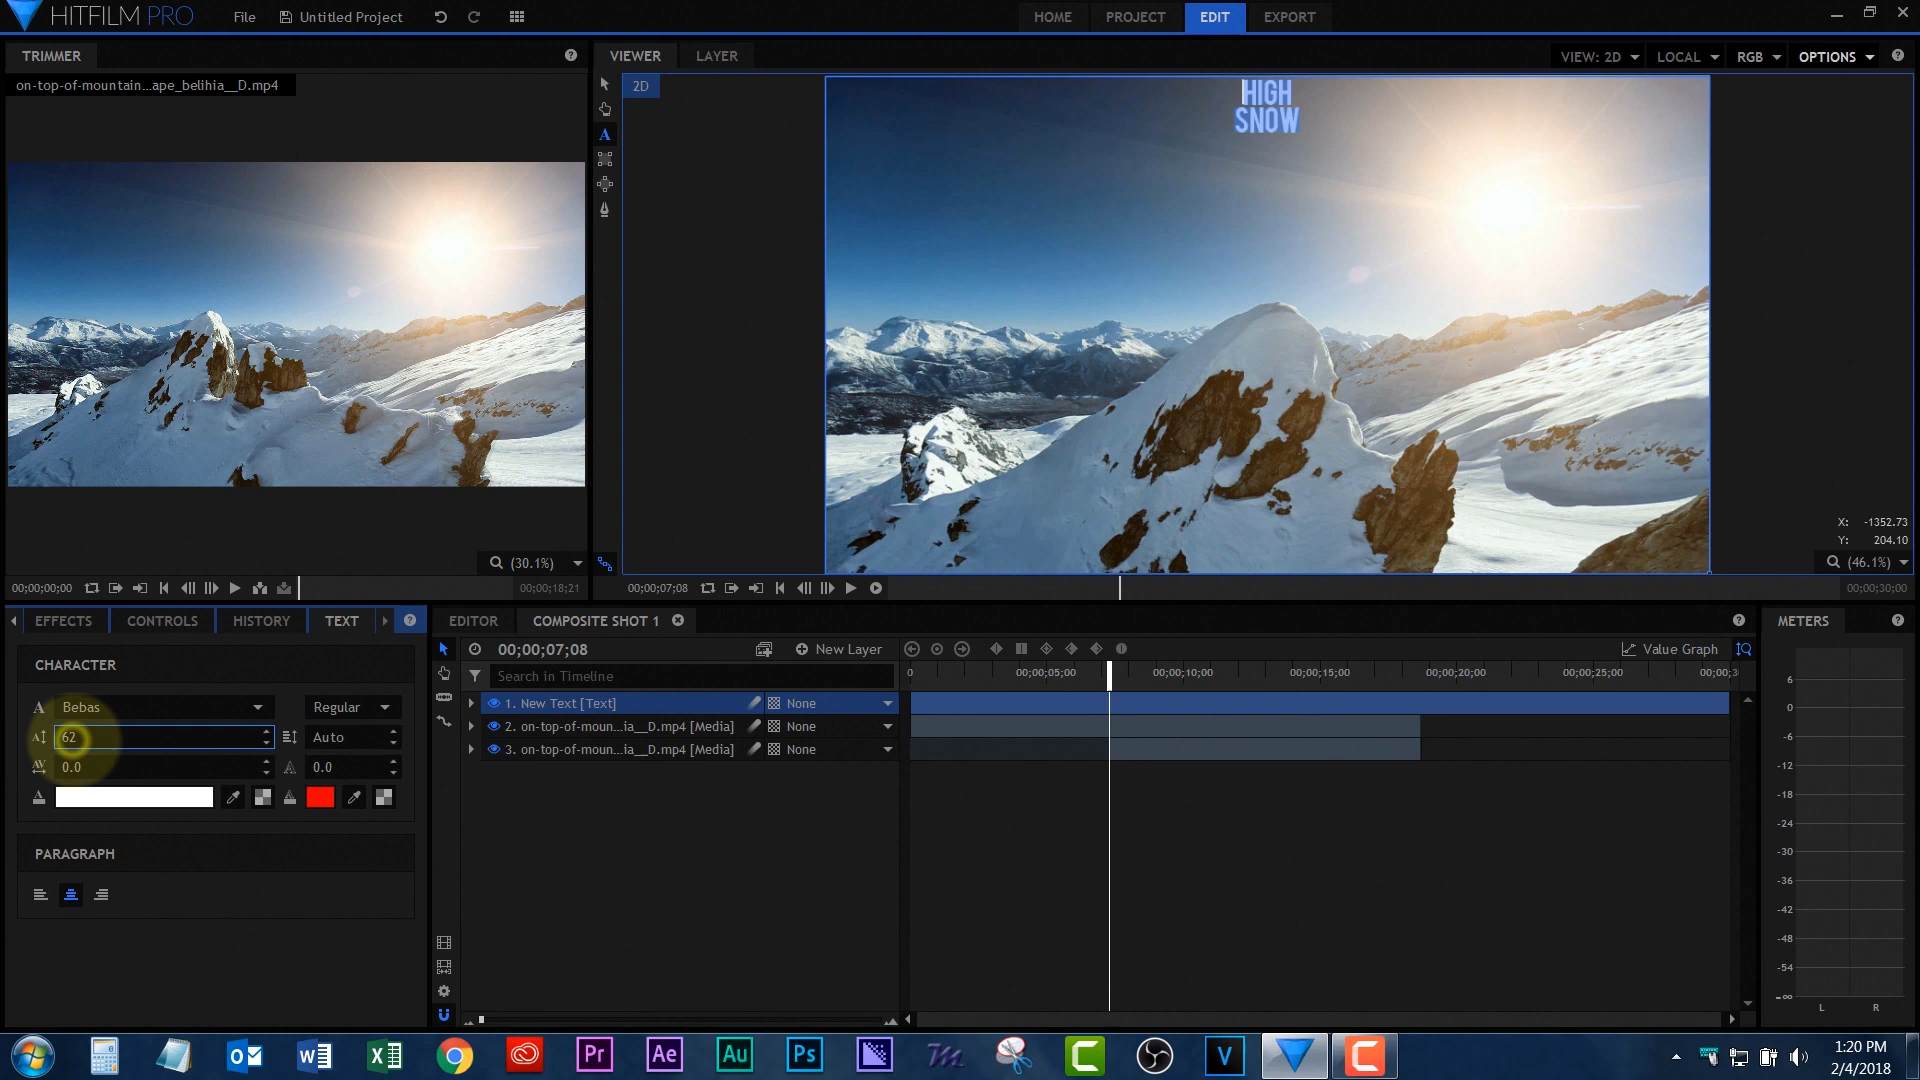 HITFILM PRO
File
Untitled Project
HOME
PROJECT
EDIT
EXPORT
TRIMMER
VIEWER
LAYER
VIEW: 2D
LOCAL
RGB
OPTIONS
on-top-of-mountain...ape_belihia__D.mp4
2D
HIGH
SNOW
X: -1352.73
Y: 204.10
(30.1%)
(46.1%)
00;00;00;00
00;00;18;21
00;00;07;08
00;00;30;00
EFFECTS
CONTROLS
HISTORY
TEXT
EDITOR
COMPOSITE SHOT 1
METERS
00;00;07;08
New Layer
Value Graph
CHARACTER
Search in Timeline
0
00;00;05;00
00;00;10;00
00;00;15;00
00;00;20;00
00;00;25;00
Bebas
Regular
62
Auto
0.0
0.0
1. New Text [Text]
None
2. on-top-of-moun...ia__D.mp4 [Media]
None
3. on-top-of-moun...ia__D.mp4 [Media]
None
PARAGRAPH
6
0
-6
-12
-18
-24
-30
-36
-42
-48
-54
-∞
L
R
Pr
Ae
Au
Ps
V
1:20 PM
2/4/2018